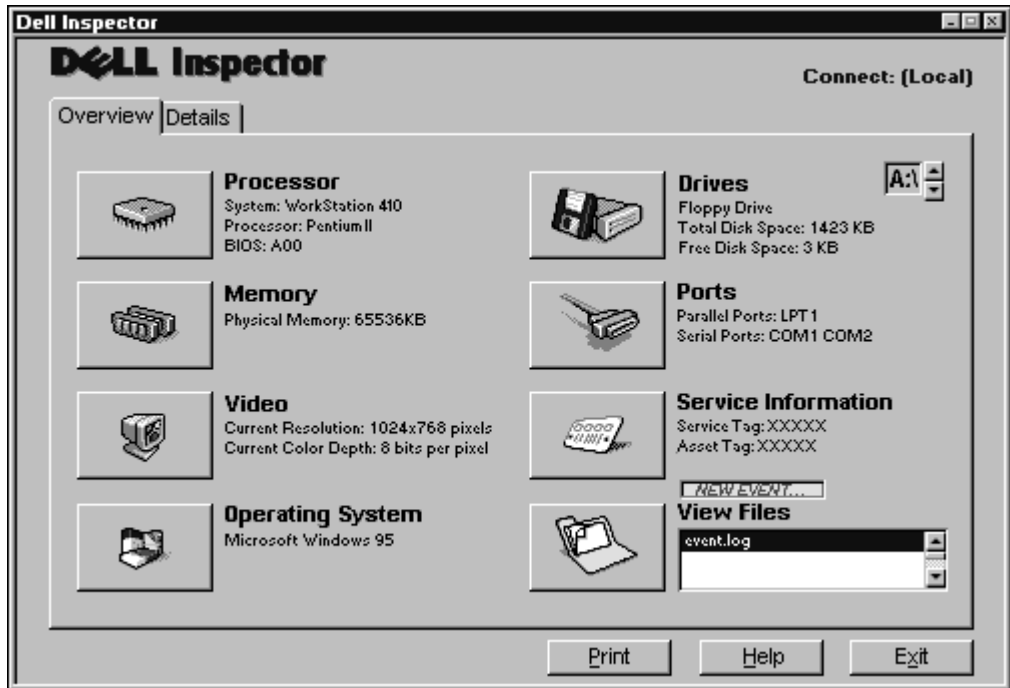 Dell Inspector
DELL Inspector
Connect: (Local)
Overview
Details
Processor
System: WorkStation 410
Processor: Pentium II
BIOS: A00
Memory
Physical Memory: 65536KB
Video
Current Resolution: 1024x768 pixels
Current Color Depth: 8 bits per pixel
Operating System
Microsoft Windows 95
Drives
A:\
Floppy Drive
Total Disk Space: 1423 KB
Free Disk Space: 3 KB
Ports
Parallel Ports: LPT1
Serial Ports: COM1 COM2
Service Information
Service Tag: XXXXX
Asset Tag: XXXXX
NEW EVENT...
View Files
event.log
Print
Help
Exit